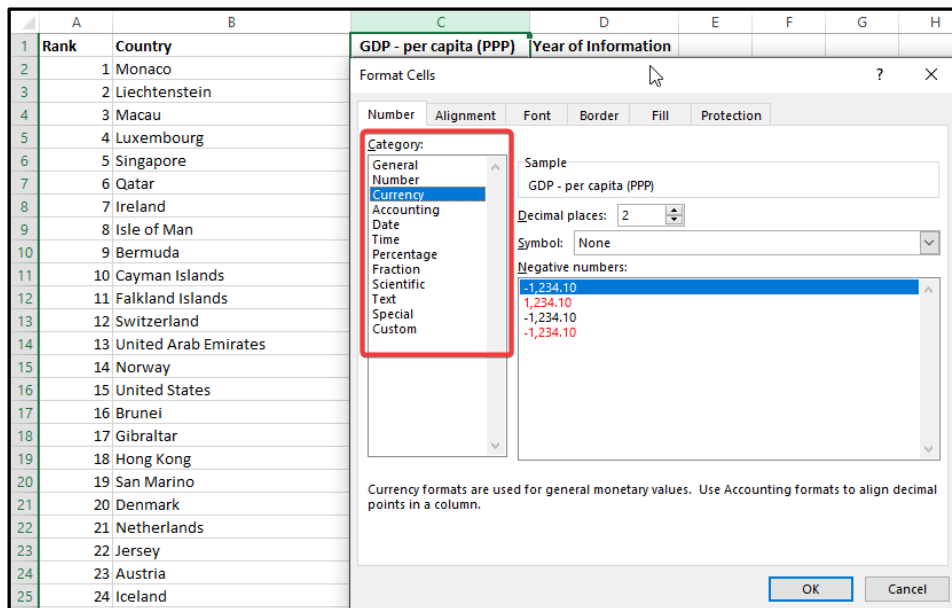 A B C D E F G H
1 Rank Country GDP - per capita (PPP) Year of Information
2 1 Monaco
3 2 Liechtenstein
4 3 Macau
5 4 Luxembourg
6 5 Singapore
7 6 Qatar
8 7 Ireland
9 8 Isle of Man
10 9 Bermuda
11 10 Cayman Islands
12 11 Falkland Islands
13 12 Switzerland
14 13 United Arab Emirates
15 14 Norway
16 15 United States
17 16 Brunei
18 17 Gibraltar
19 18 Hong Kong
20 19 San Marino
21 20 Denmark
22 21 Netherlands
23 22 Jersey
24 23 Austria
25 24 Iceland
Format Cells ?
Number Alignment Font Border Fill Protection
Category:
General
Number
Currency
Accounting
Date
Time
Percentage
Fraction
Scientific
Text
Special
Custom
Sample
GDP - per capita (PPP)
Decimal places: 2
Symbol: None
Negative numbers:
-1,234.10
1,234.10
-1,234.10
-1,234.10
Currency formats are used for general monetary values. Use Accounting formats to align decimal
points in a column.
OK Cancel